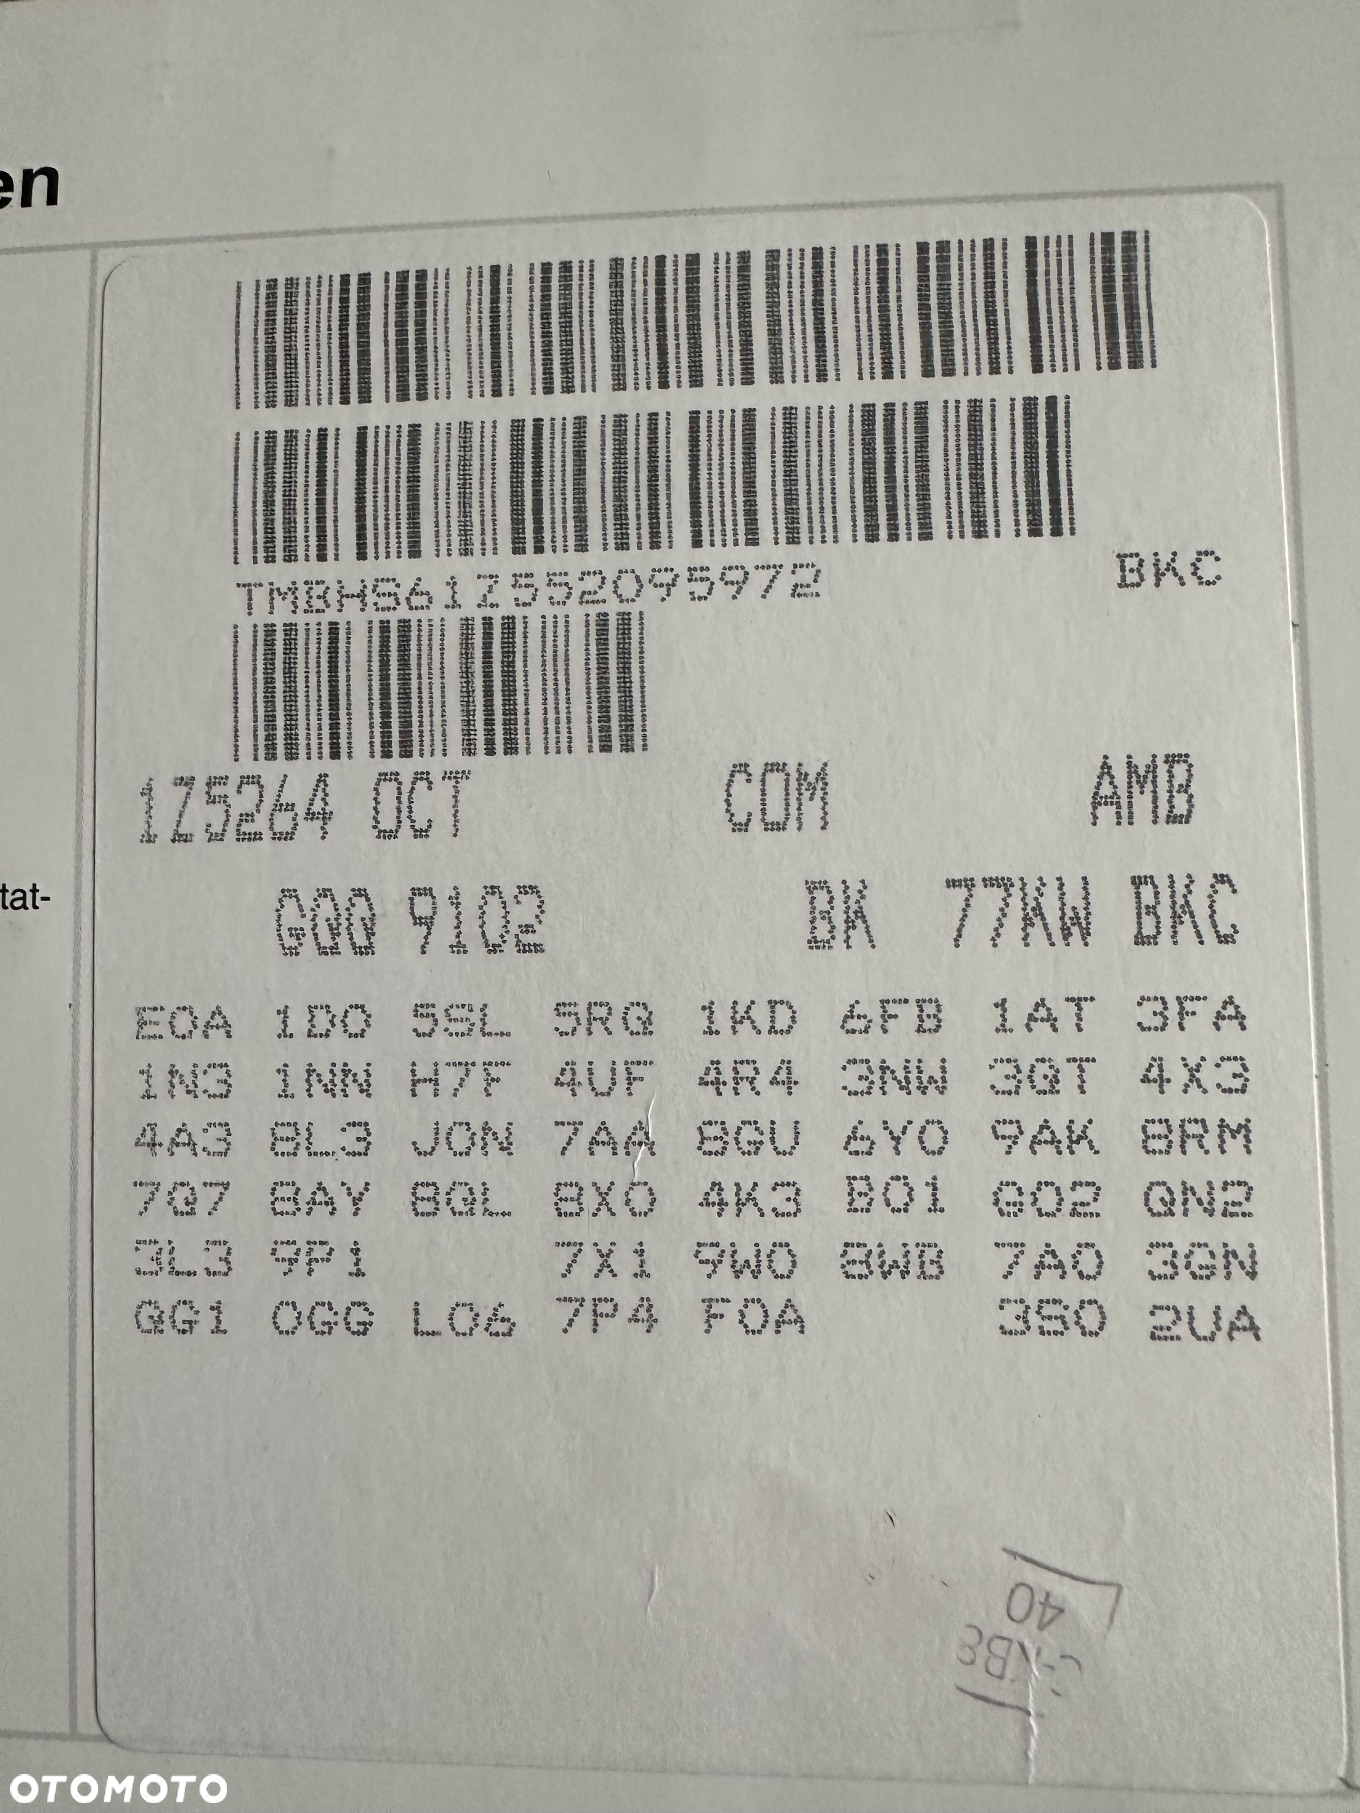 en
TMBHS61Z552095972 BKC
1Z5264 OCT COM AMB
tat-
GQQ 9102 BK 77KW BKC
E0A 1BQ 5SL 5RQ 1KD 6FB 1AT 3FA
1N3 1NN H7F 4UF 4R4 3NW 3QT 4X3
4A3 8L3 J0N 7AA 8GU 6Y0 9AK 8RM
7Q7 8AY 8QL 8X0 4K3 B01 8Q2 QN2
3L3 9P1 7X1 9W0 8WB 7A0 3GN
QG1 0GG L06 7P4 F0A 3S0 2UA
40
OTOMOTO